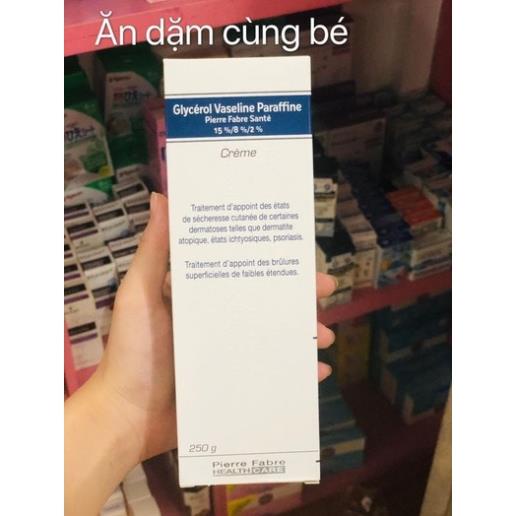 Ăn dặm cùng bé
Glycérol Vaseline Paraffine
Pierre Fabre Santé
15 %/8 %/2 %
Crème
Traitement d'appoint des états
de sécheresse cutanée de certaines
dermatoses telles que dermatite
atopique, états ichtyosiques, psoriasis.
Traitement d'appoint des brûlures
superficielles de faibles étendues.
250 g
Pierre Fabre
HEALTH CARE